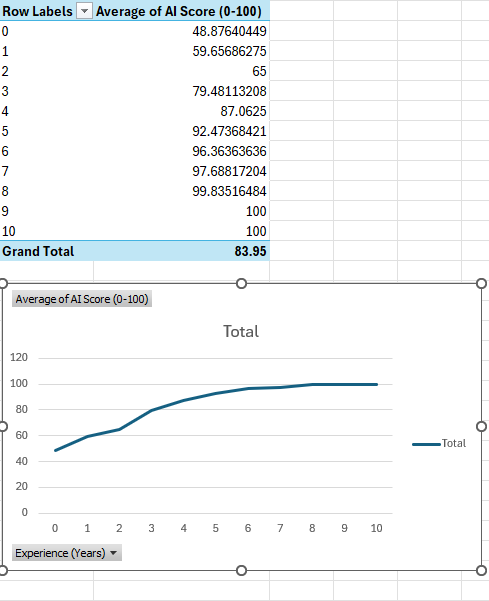 Row Labels Average of AI Score (0-100)
0 48.87640449
1 59.65686275
2 65
3 79.48113208
4 87.0625
5 92.47368421
6 96.36363636
7 97.68817204
8 99.83516484
9 100
10 100
Grand Total 83.95
Average of AI Score (0-100)
Total
120
100
80
60
40
20
0
Total
0 1 2 3 4 5 6 7 8 9 10
Experience (Years)